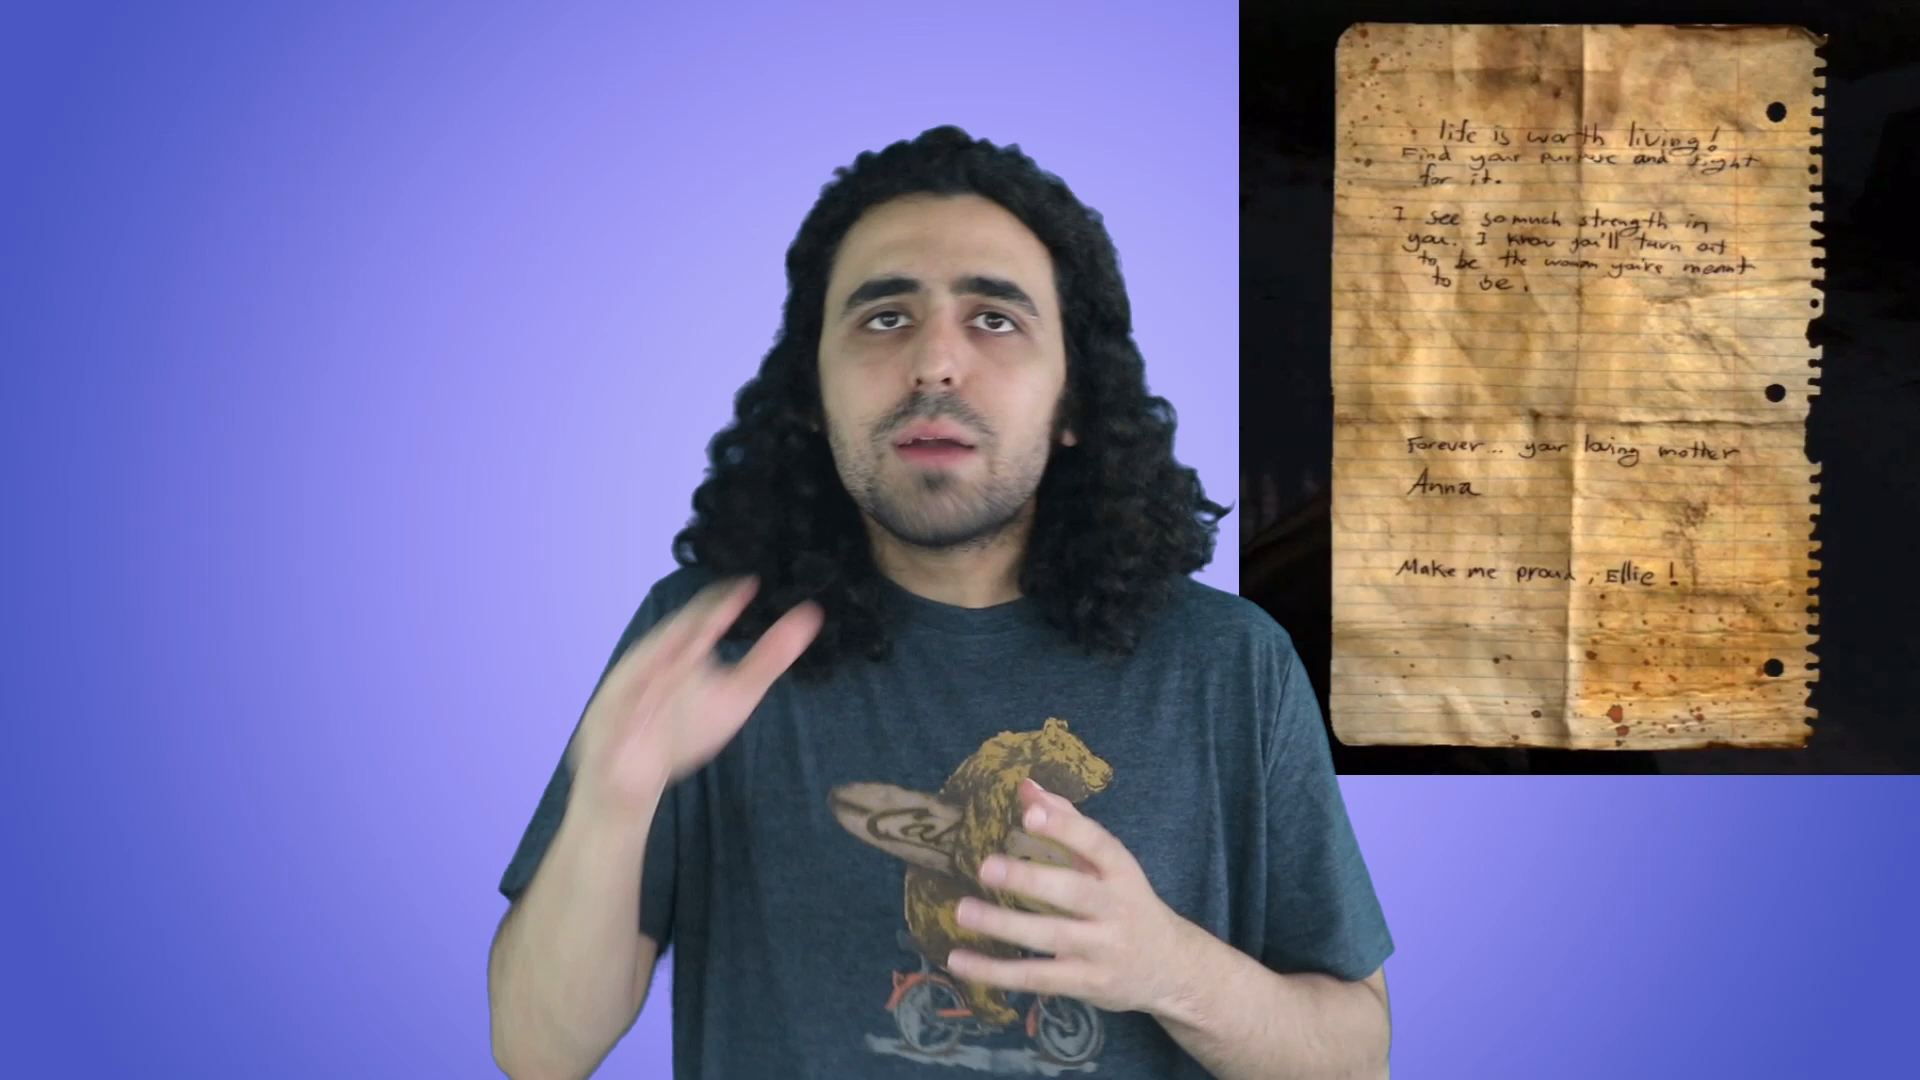 life is worth living!
Find your purpose and fight
for it.
I see so much strength in
you. I know you'll turn out
to be the woman you're meant
to be.
Forever... your loving mother
Anna
Make me proud, Ellie!
Cal